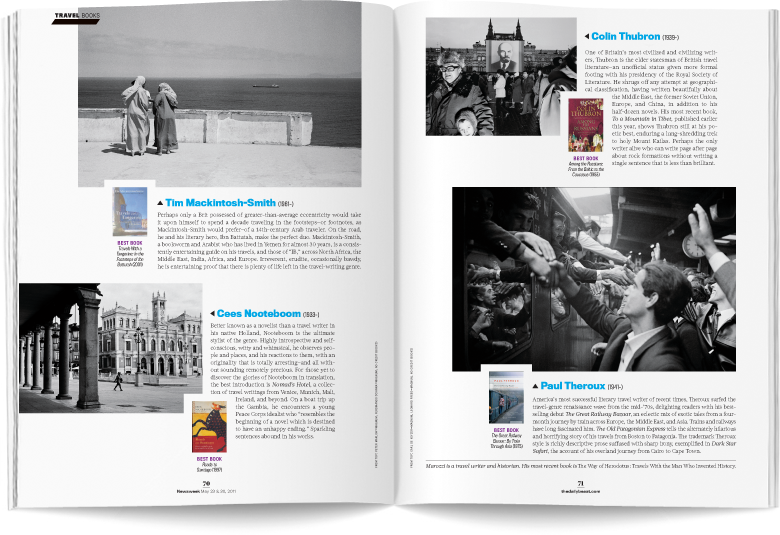 TRAVEL BOOKS
Tim Mackintosh-Smith (1961–)
Perhaps only a Brit possessed of greater-than-average eccentricity would take
it upon himself to spend a decade traveling in the footsteps—or footnotes, as
Mackintosh-Smith would prefer—of a 14th-century Arab traveler. On the road,
he and his literary hero, Ibn Battutah, make the perfect duo. Mackintosh-Smith,
a bootlovern and Arabist who has lived in Yemen for almost 30 years, is a consis-
tently entertaining guide on his travels, and those of "IB," across North Africa, the
Middle East, India, Africa, and Europe. Irreverent, erudite, occasionally bawdy,
he is entertaining proof that there is plenty of life left in the travel-writing genre.
BEST BOOK
Travels With a
Tangerine: In the
Footsteps of Ibn
Battutah (2001)
Cees Nooteboom (1933–)
Better known as a novelist than a travel writer in
his native Holland, Nooteboom is the ultimate
stylist of the genre. Highly introspective and self-
conscious, witty and whimsical, he observes peo-
ple and places, and his reactions to them, with an
originality that is totally arresting—and all with-
out sounding remotely precious. For those yet to
discover the glories of Nooteboom in translation,
the best introduction is Nomad's Hotel, a collec-
tion of travel writings from Venice, Munich, Mali,
Ireland, and beyond. On a boat trip up
the Gambia, he encounters a young
Peace Corps idealist who "resembles the
beginning of a novel which is destined
to have an unhappy ending." Sparkling
sentences abound in his works.
BEST BOOK
Roads to
Santiago (1997)
70
Newsweek May 23 & 30, 2011
Colin Thubron (1939–)
One of Britain's most civilized and civilizing writ-
ers, Thubron is the elder statesman of British travel
literature—an unofficial status given more formal
footing with his presidency of the Royal Society of
Literature. He shrugs off any attempt at geographi-
cal classification, having written beautifully about
the Middle East, the former Soviet Union,
Europe, and China, in addition to his
half-dozen novels. His most recent book,
To a Mountain in Tibet, published earlier
this year, shows Thubron still at his po-
etic best, enduring a lung-shredding trek
to holy Mount Kailas. Perhaps the only
writer alive who can write page after page
about rock formations without writing a
single sentence that is less than brilliant.
COLIN
THUBRON
AMONG THE
RUSSIANS
BEST BOOK
Among the Russians:
From the Baltic to the
Caucasus (1983)
Paul Theroux (1941–)
America's most successful literary travel writer of recent times, Theroux surfed the
travel-genre renaissance wave from the mid-'70s, delighting readers with his best-
selling debut The Great Railway Bazaar, an eclectic mix of exotic tales from a four-
month journey by train across Europe, the Middle East, and Asia. Trains and railways
have long fascinated Theroux. The Old Patagonian Express tells the alternately hilarious
and horrifying story of his travels from Boston to Patagonia. The trademark Theroux
style is richly descriptive prose suffused with sharp irony, exemplified in Dark Star
Safari, the account of his overland journey from Cairo to Cape Town.
BEST BOOK
The Great Railway
Bazaar: By Train
Through Asia (1975)
Marozzi is a travel writer and historian. His most recent book is The Way of Herodotus: Travels With the Man Who Invented History.
71
thedailybeast.com